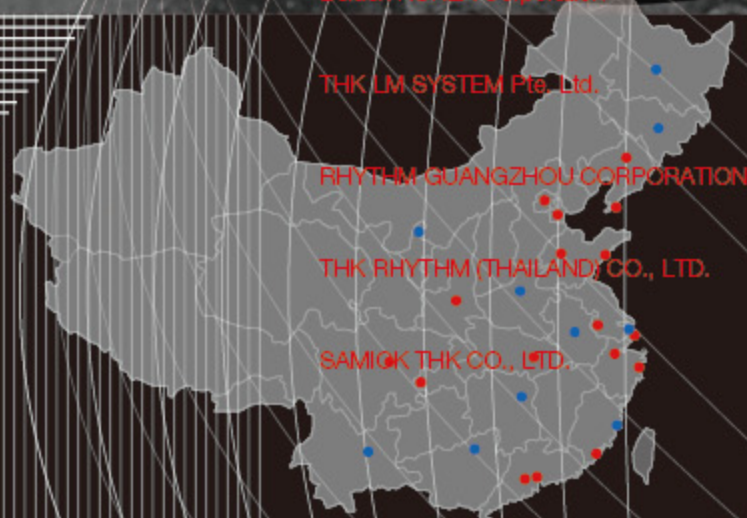 THK LM SYSTEM Pte. Ltd.
RHYTHM GUANGZHOU CORPORATION
THK RHYTHM (THAILAND) CO., LTD.
SAMICK THK CO., LTD.